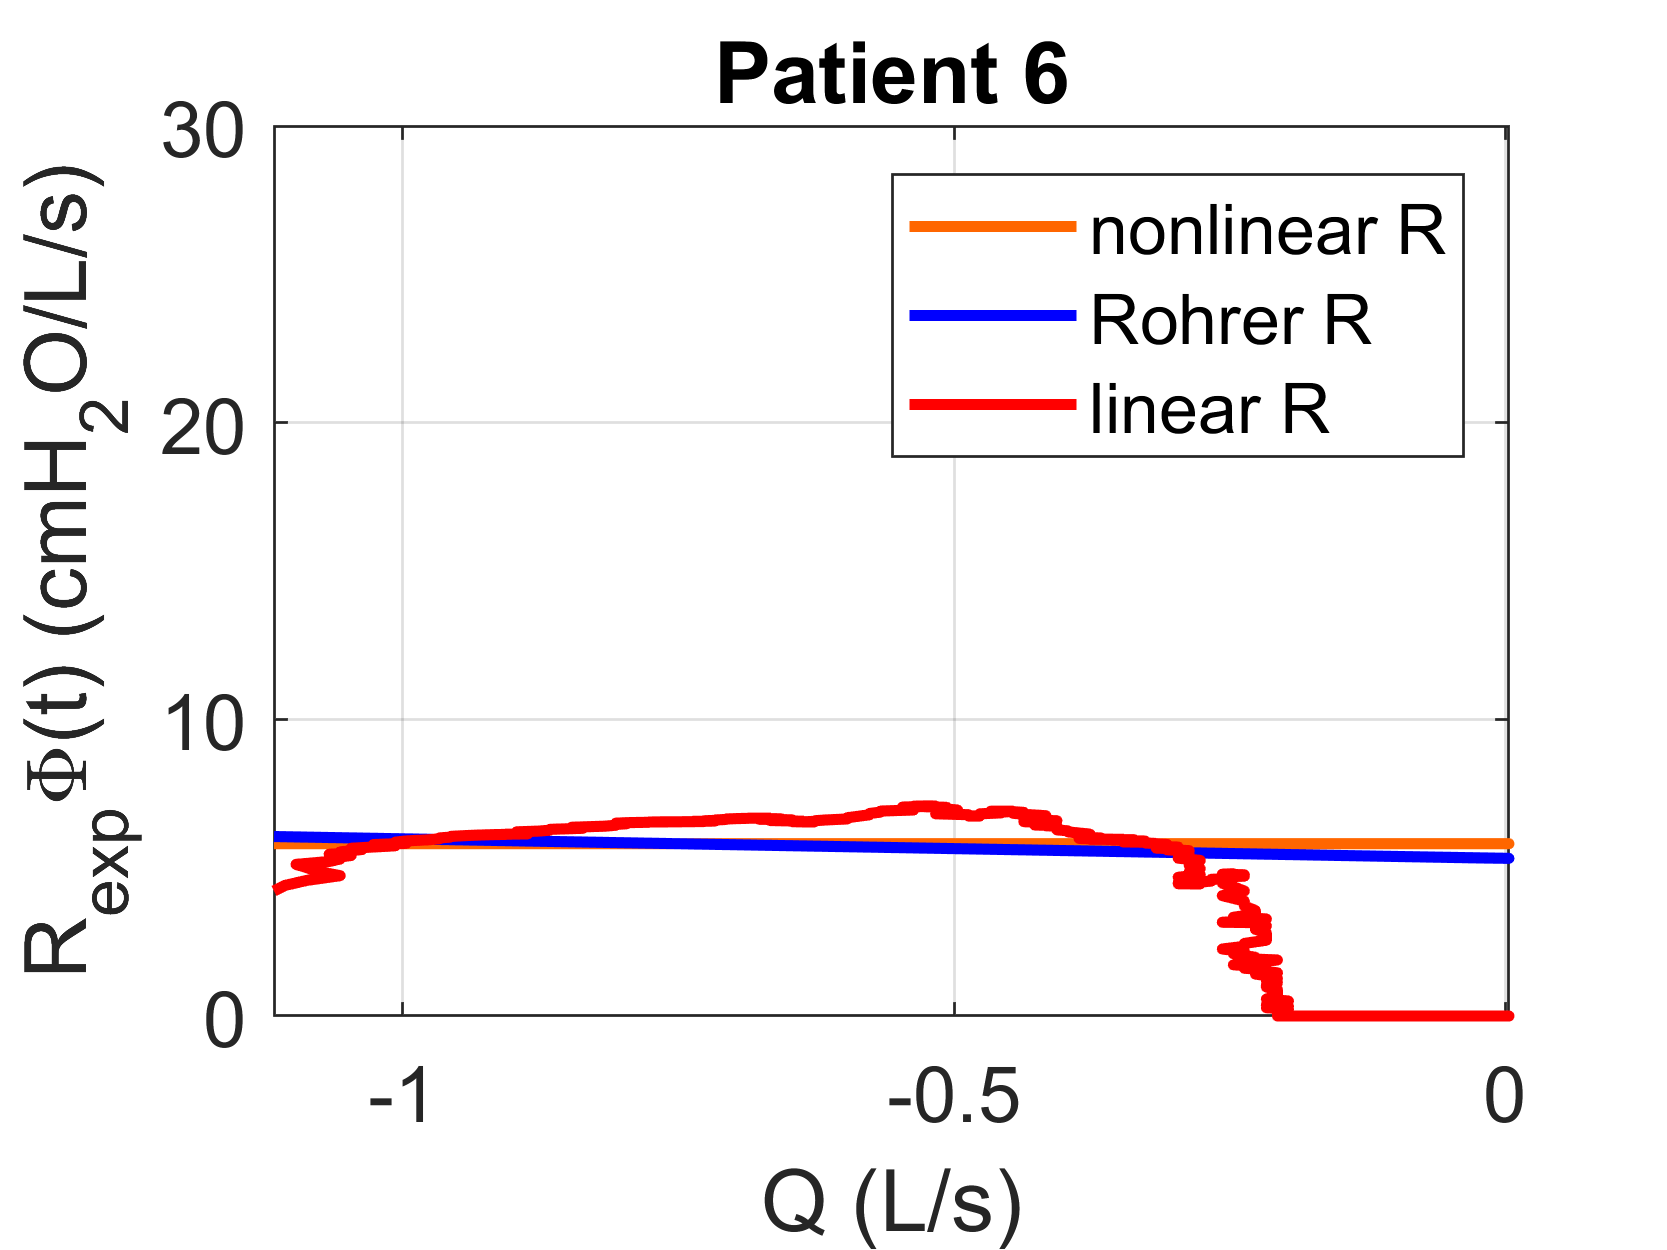 Patient 6
30
20
10
0
-1
-0.5
0
R_expΦ(t) (cmH_2O/L/s)
Q (L/s)
nonlinear R
Rohrer R
linear R